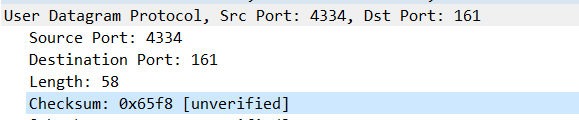 User Datagram Protocol, Src Port: 4334, Dst Port: 161
Source Port: 4334
Destination Port: 161
Length: 58
Checksum: 0x65f8 [unverified]